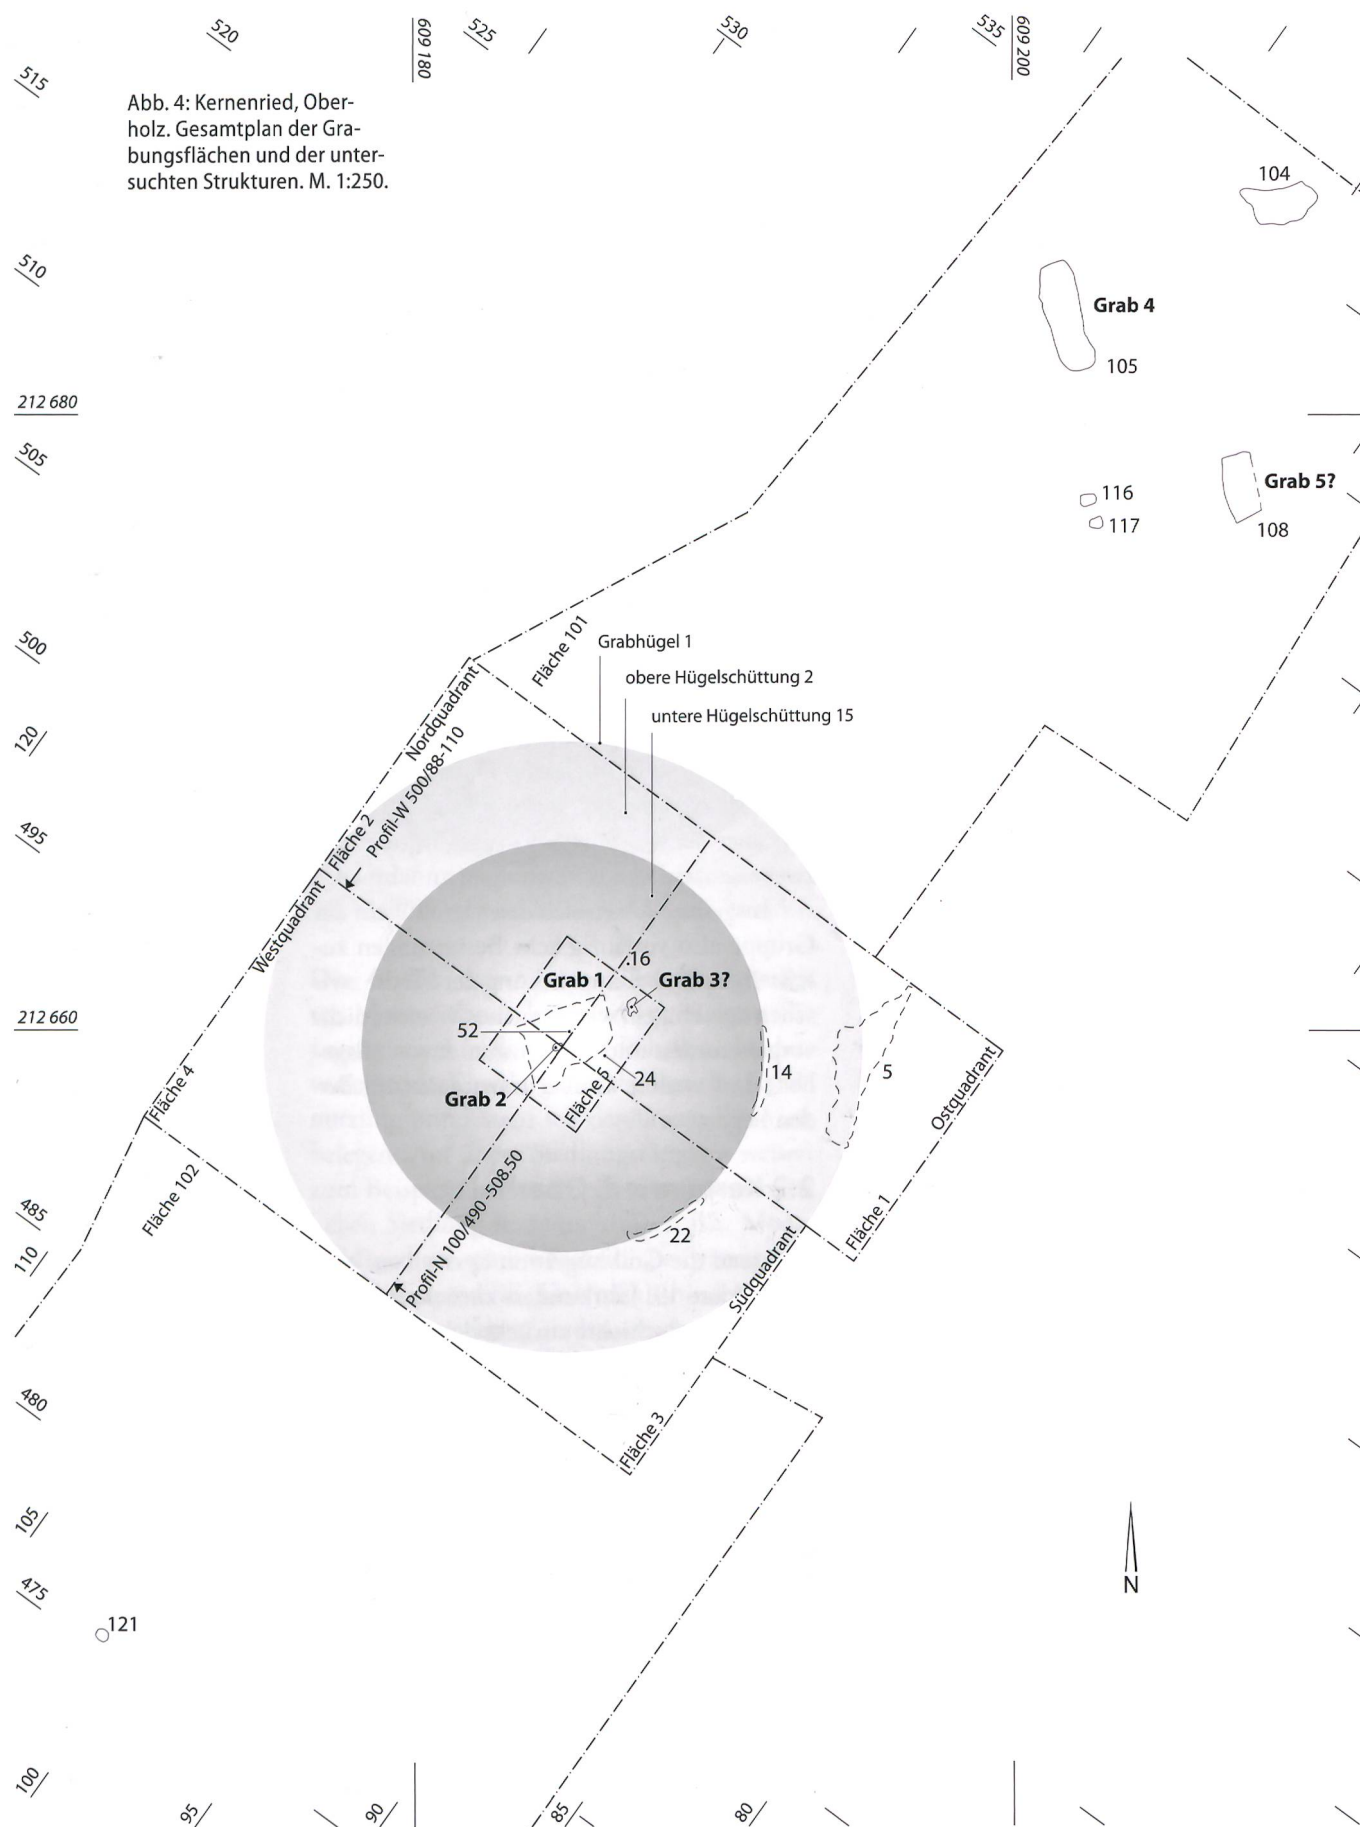 520
609 180
525
530
535
609 200
515
Abb. 4: Kernenried, Ober-
holz. Gesamtplan der Gra-
bungsflächen und der unter-
suchten Strukturen. M. 1:250.
104
510
Grab 4
105
212 680
505
Grab 5?
116
117
108
500
Fläche 101
Grabhügel 1
obere Hügelschüttung 2
untere Hügelschüttung 15
Nordquadrant
120
Profil-W 500/88-110
495
Fläche 2
Westquadrant
16
Grab 1
Grab 3?
212 660
52
14
5
24
Grab 2
Fläche 5
Ostquadrant
Fläche 4
Fläche 102
Profil-N 100/490 -508.50
485
110
22
Fläche 1
Südquadrant
480
Fläche 3
105
475
N
121
100
95
90
85
80